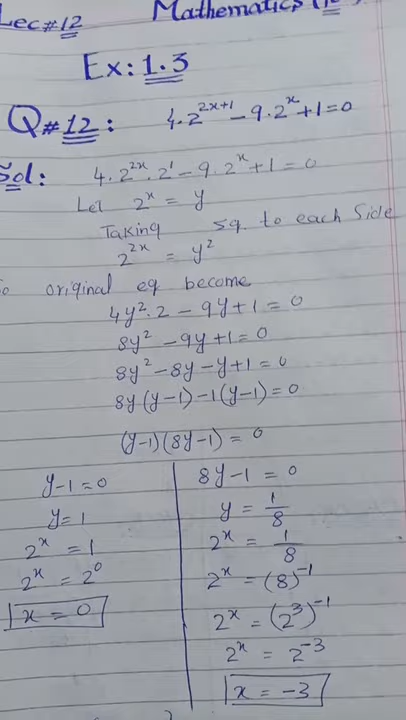 Lec#12 Mathematics
Ex: 1.3
Q#12: 4.2^{2x+1} - 9.2^x + 1 = 0
Sol: 4.2^{2x}.2^1 - 9.2^x + 1 = 0
Let 2^x = y
Taking sq. to each Side
2^{2x} = y^2
So original eq become
4y^2.2 - 9y + 1 = 0
8y^2 - 9y + 1 = 0
8y^2 - 8y - y + 1 = 0
8y(y-1) - 1(y-1) = 0
(y-1)(8y-1) = 0
y-1 = 0
y = 1
2^x = 1
2^x = 2^0
x = 0
8y-1 = 0
y = 1/8
2^x = 1/8
2^x = (8)^{-1}
2^x = (2^3)^{-1}
2^x = 2^{-3}
x = -3